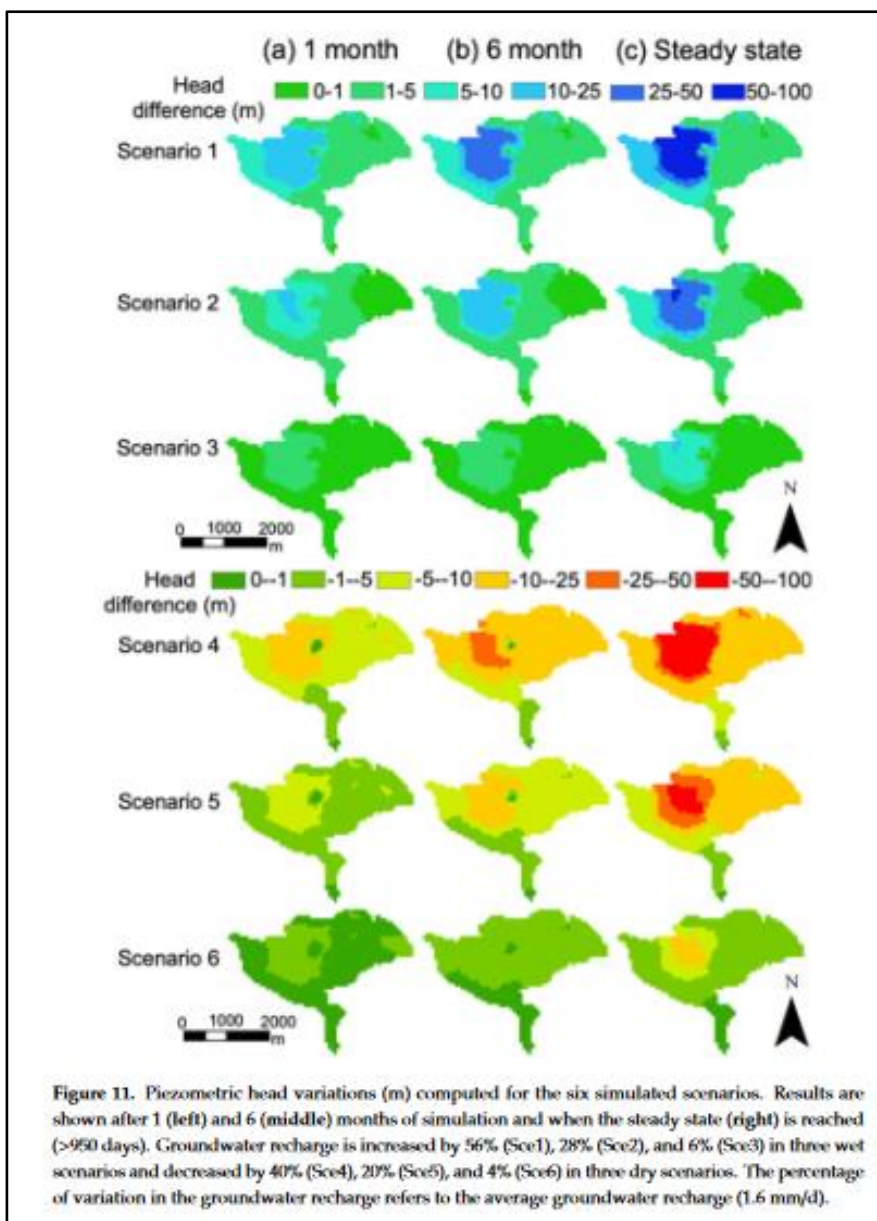 (a) 1 month (b) 6 month (c) Steady state
Head difference (m) 0-1 1-5 5-10 10-25 25-50 50-100
Scenario 1
Scenario 2
Scenario 3
N
0 1000 2000
m
Head difference (m) 0--1 -1--5 -5--10 -10--25 -25--50 -50--100
Scenario 4
Scenario 5
Scenario 6
N
0 1000 2000
m
Figure 11. Piezometric head variations (m) computed for the six simulated scenarios. Results are
shown after 1 (left) and 6 (middle) months of simulation and when the steady state (right) is reached
(>950 days). Groundwater recharge is increased by 56% (Sce1), 28% (Sce2), and 6% (Sce3) in three wet
scenarios and decreased by 40% (Sce4), 20% (Sce5), and 4% (Sce6) in three dry scenarios. The percentage
of variation in the groundwater recharge refers to the average groundwater recharge (1.6 mm/d).